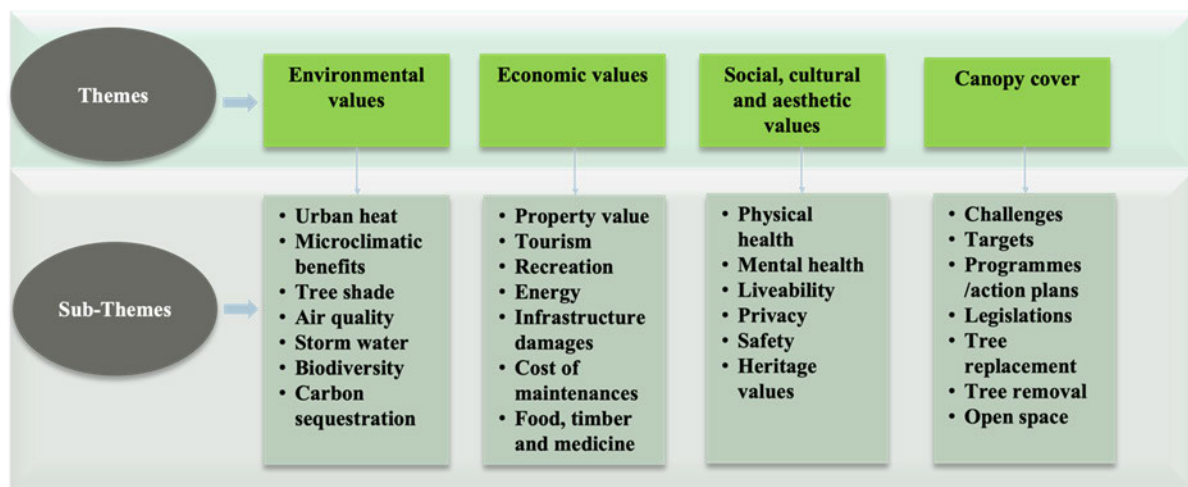 Themes
Environmental
values
Economic values
Social, cultural
and aesthetic
values
Canopy cover
Sub-Themes
• Urban heat
• Microclimatic
benefits
• Tree shade
• Air quality
• Storm water
• Biodiversity
• Carbon
sequestration
• Property value
• Tourism
• Recreation
• Energy
• Infrastructure
damages
• Cost of
maintenances
• Food, timber
and medicine
• Physical
health
• Mental health
• Liveability
• Privacy
• Safety
• Heritage
values
• Challenges
• Targets
• Programmes
/action plans
• Legislations
• Tree
replacement
• Tree removal
• Open space